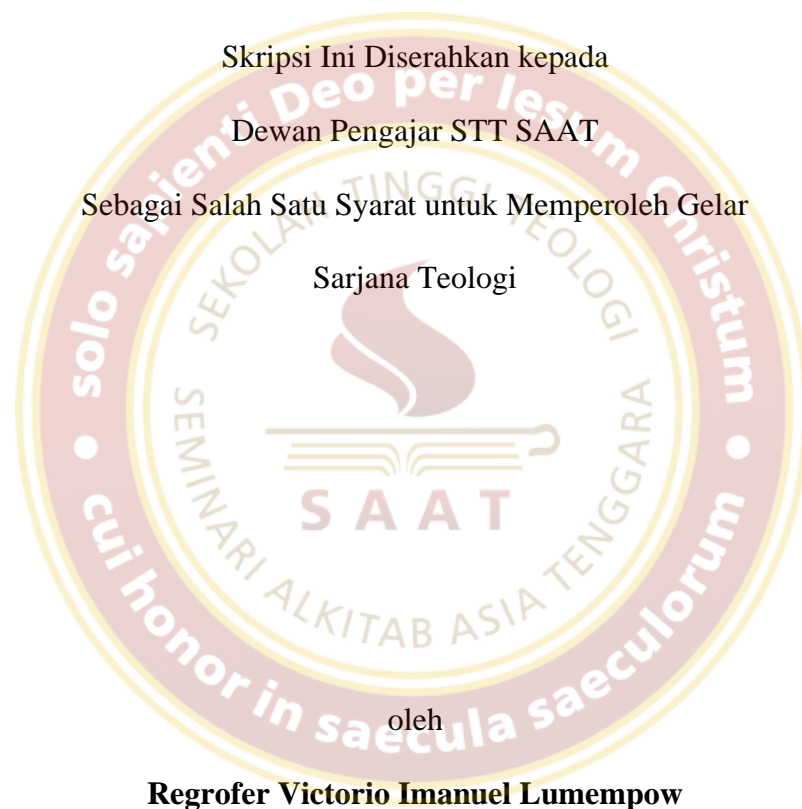 Skripsi Ini Diserahkan kepada
Dewan Pengajar STT SAAT
Sebagai Salah Satu Syarat untuk Memperoleh Gelar
Sarjana Teologi
solo sapienti Deo per Iesum Christum
SEKOLAH TINGGI TEOLOGI
SEMINARI ALKITAB ASIA TENGGARA
SAAT
cui honor in saecula saeculorum
oleh
Regrofer Victorio Imanuel Lumempow